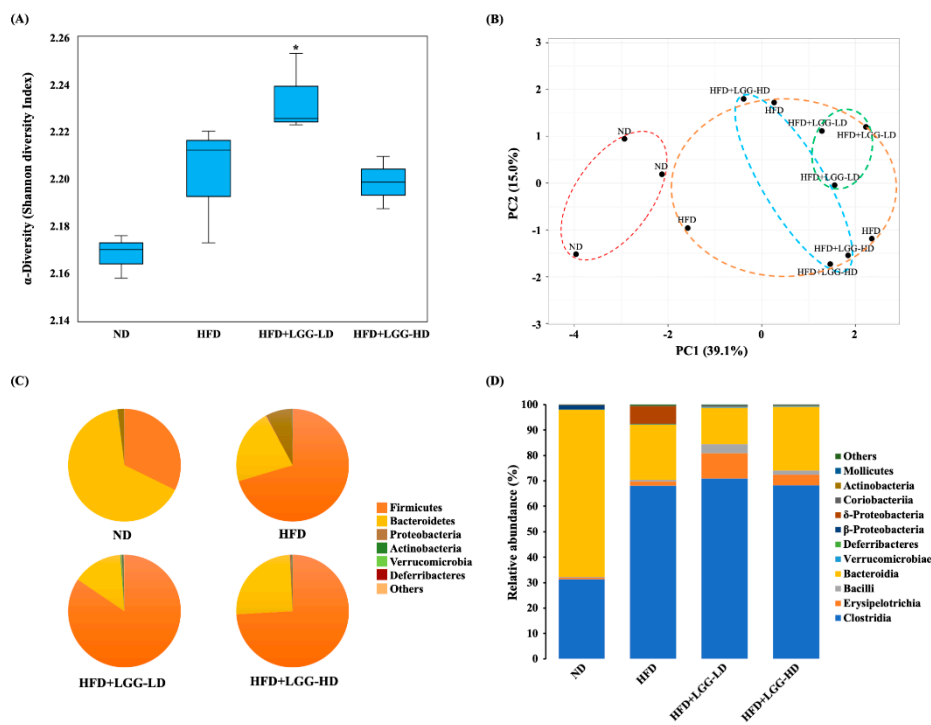 (A)
2.26
2.24
2.22
2.20
2.18
2.16
2.14
α-Diversity (Shannon diversity Index)
*
ND
HFD
HFD+LGG-LD
HFD+LGG-HD
(B)
3
2
1
0
-1
-2
-3
PC2 (15.0%)
HFD+LGG-HD
HFD
HFD+LGG-LD
HFD+LGG-LD
ND
ND
HFD+LGG-LD
HFD
HFD
ND
HFD+LGG-HD
HFD+LGG-HD
-4
-2
0
2
PC1 (39.1%)
(C)
ND
HFD
HFD+LGG-LD
HFD+LGG-HD
Firmicutes
Bacteroidetes
Proteobacteria
Actinobacteria
Verrucomicrobia
Deferribacteres
Others
(D)
100
90
80
70
60
50
40
30
20
10
0
Relative abundance (%)
ND
HFD
HFD+LGG-LD
HFD+LGG-HD
Others
Mollicutes
Actinobacteria
Coriobacteriia
δ-Proteobacteria
β-Proteobacteria
Deferribacteres
Verrucomicrobiae
Bacteroidia
Bacilli
Erysipelotrichia
Clostridia